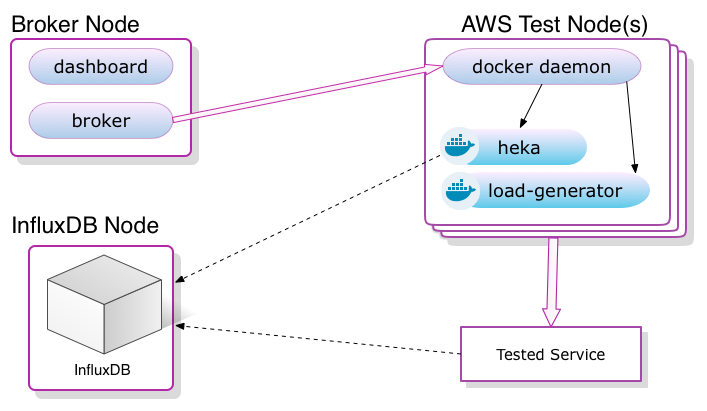 Broker Node
dashboard
broker
AWS Test Node(s)
docker daemon
heka
load-generator
InfluxDB Node
InfluxDB
Tested Service